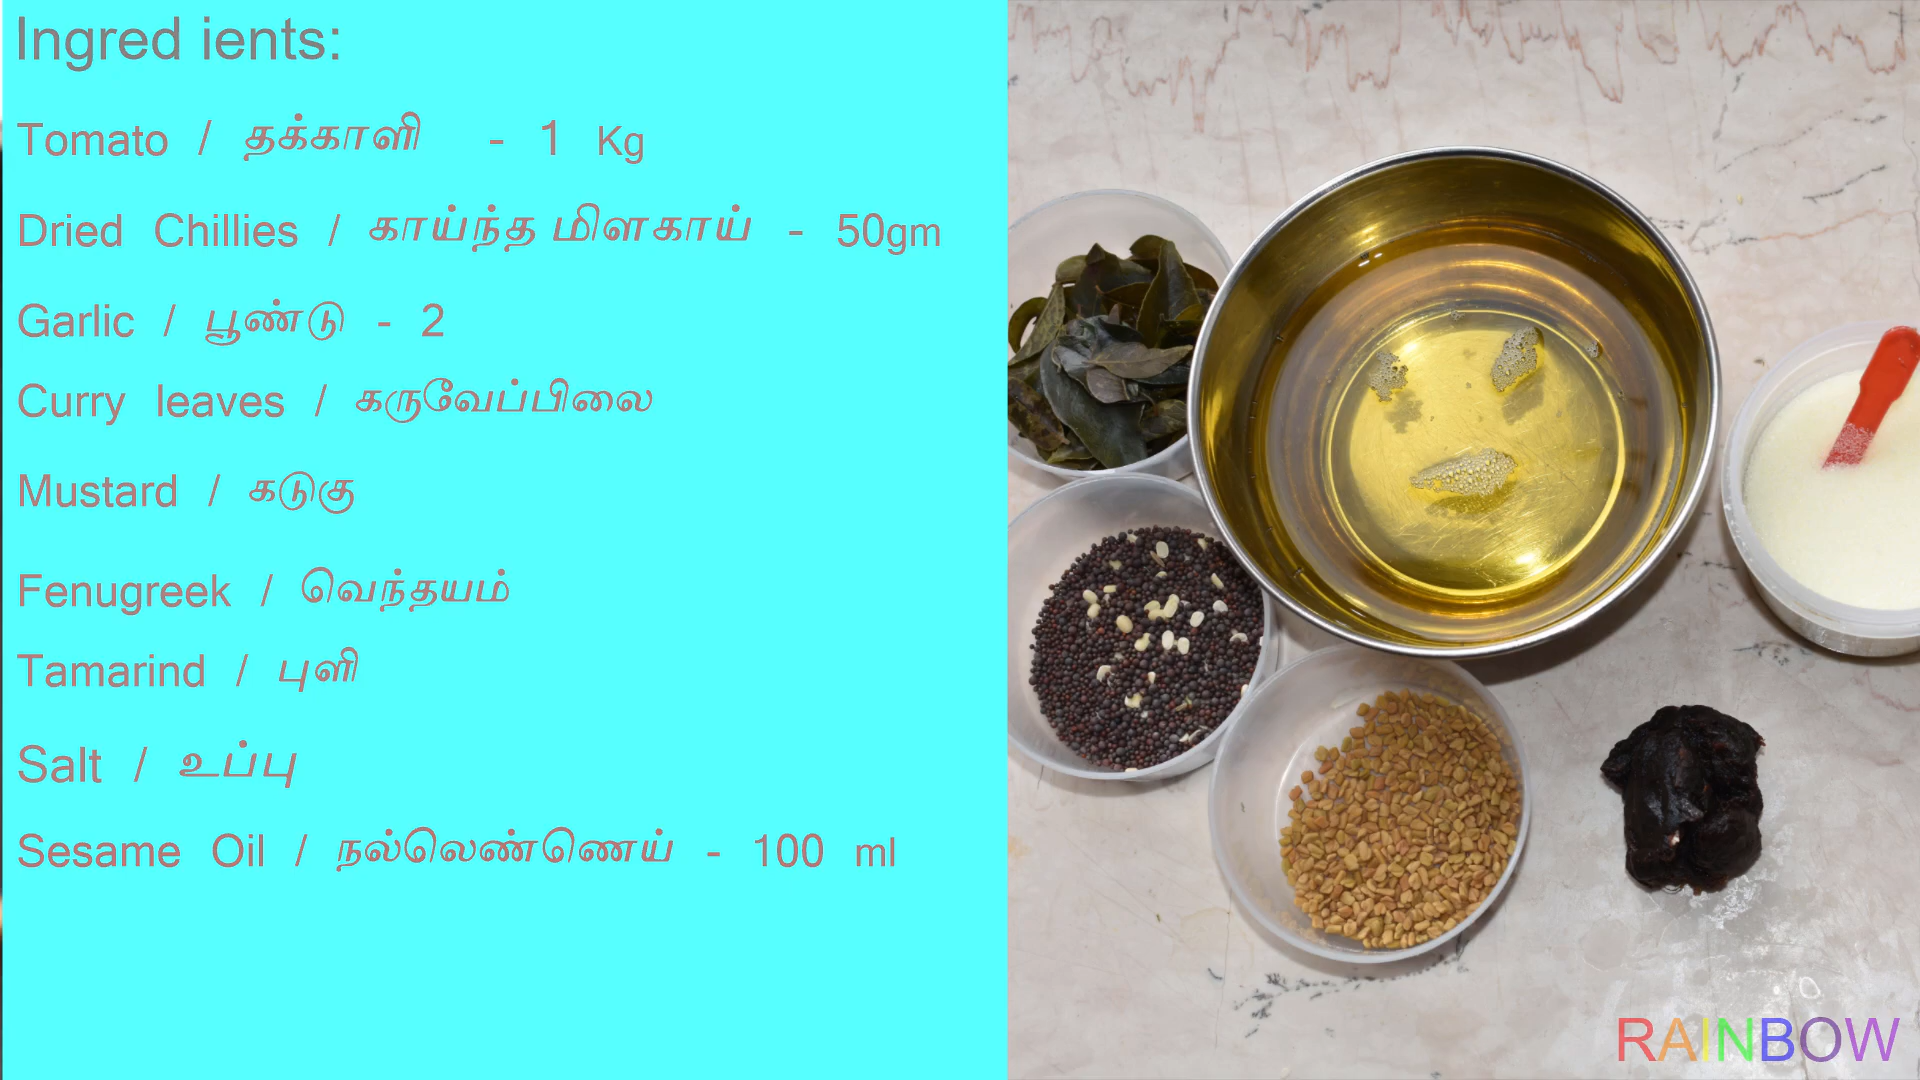 Ingred ients:
Tomato / தக்காளி - 1 Kg
Dried Chillies / காய்ந்த மிளகாய் - 50gm
Garlic / பூண்டு - 2
Curry leaves / கருவேப்பிலை
Mustard / கடுகு
Fenugreek / வெந்தயம்
Tamarind / புளி
Salt / உப்பு
Sesame Oil / நல்லெண்ணெய் - 100 ml
RAINBOW